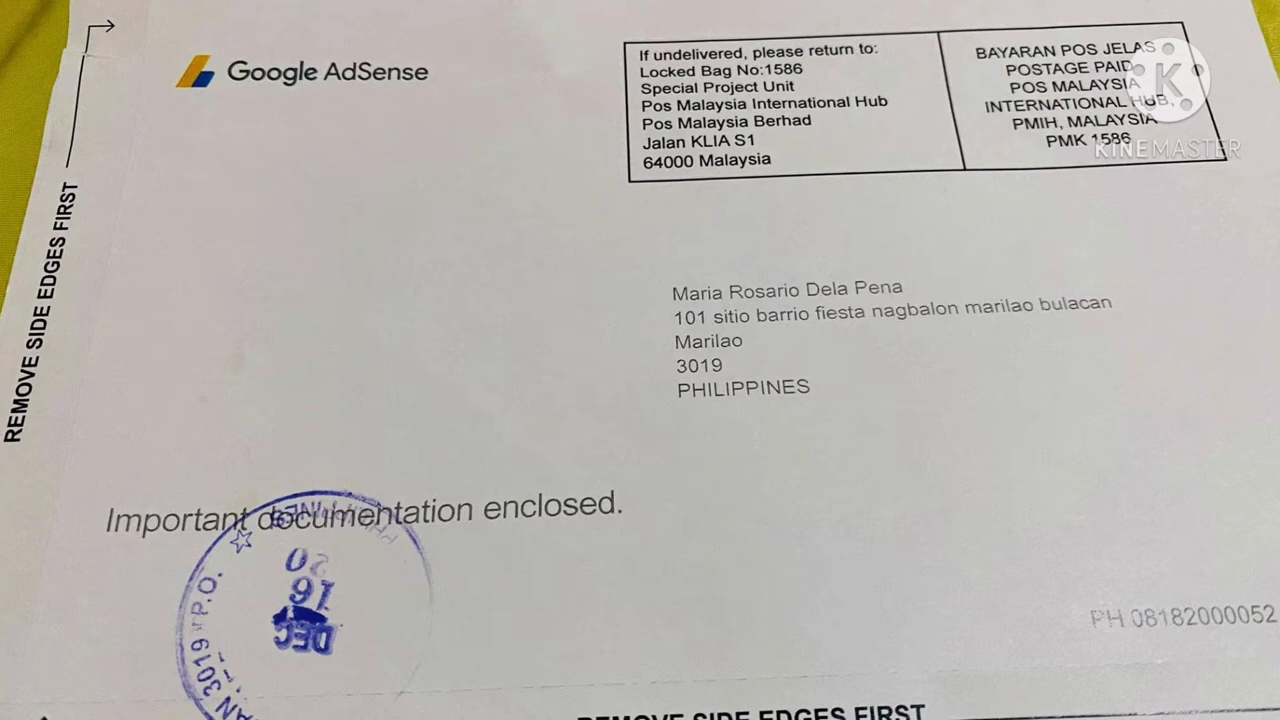 Google AdSense
If undelivered, please return to:
Locked Bag No:1586
Special Project Unit
Pos Malaysia International Hub
Pos Malaysia Berhad
Jalan KLIA S1
64000 Malaysia
BAYARAN POS JELAS
POSTAGE PAID
POS MALAYSIA
INTERNATIONAL HUB,
PMIH, MALAYSIA
PMK 1586
K
KINEMASTER
REMOVE SIDE EDGES FIRST
Maria Rosario Dela Pena
101 sitio barrio fiesta nagbalon marilao bulacan
Marilao
3019
PHILIPPINES
Important documentation enclosed.
PHILIPPINES
20
16
DEC
3019 P.O.
PH 08182000052
REMOVE SIDE EDGES FIRST